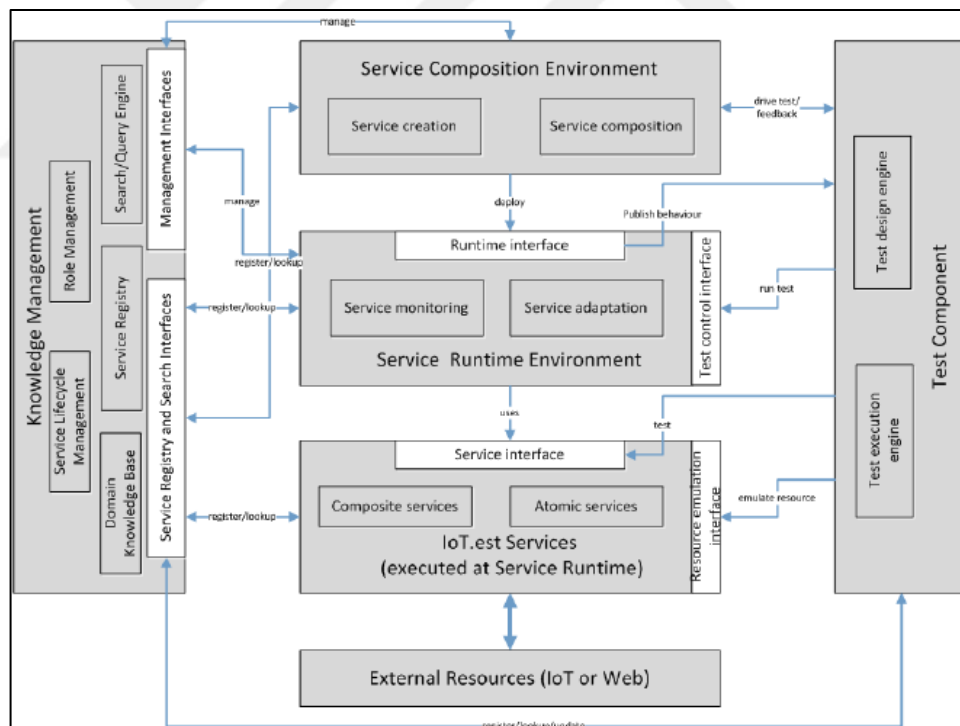 manage
Service Composition Environment
Service creation
Service composition
drive test/
feedback
deploy
Publish behaviour
Knowledge Management
Role Management
Service Lifecycle
Management
Search/Query Engine
Service Registry
Domain
Knowledge Base
Management Interfaces
Service Registry and Search Interfaces
manage
register/lookup
register/lookup
register/lookup
Runtime interface
Service monitoring
Service adaptation
Service Runtime Environment
Test control interface
run test
uses
test
Service interface
Composite services
Atomic services
IoT.est Services
(executed at Service Runtime)
Resource emulation
interface
emulate resource
Test design engine
Test execution
engine
Test Component
External Resources (IoT or Web)
register/lookup/update